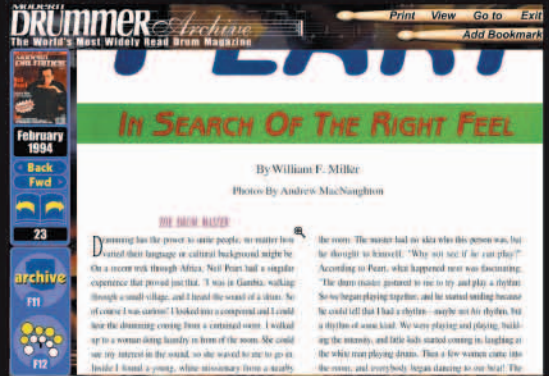 MODERN
DRUMMER Archive
The World's Most Widely Read Drum Magazine
Print View Go to Exit
Add Bookmark
PEART
IN SEARCH OF THE RIGHT FEEL
By William F. Miller
Photos By Andrew MacNaughton
February
1994
Back
Fwd
23
archive
F11
F12
THE DRUM MASTER
Drumming has the power to unite people, no matter how
varied their language or cultural background might be.
On a recent trek through Africa, Neil Peart had a singular
experience that proved just that. "I was in Gambia, walking
through a small village, and I heard the sound of a drum. So
of course I was curious! I looked into a compound and I could
hear the drumming coming from a curtained room. I walked
up to a woman doing laundry in front of the room. She could
see my interest in the sound, so she waved to me to go in.
Inside I found a young, white missionary from a nearby
the room. The master had no idea who this person was, but
he thought to himself, "Why not see if he can play?"
According to Peart, what happened next was fascinating.
"The drum master gestured to me to try and play a rhythm.
So we began playing together, and he started smiling because
he could tell that I had a rhythm—maybe not his rhythm, but
a rhythm of some kind. We were playing and playing, build-
ing the intensity, and little kids started coming in, laughing at
the white man playing drums. Then a few women came into
the room, and everybody began dancing to our beat! The